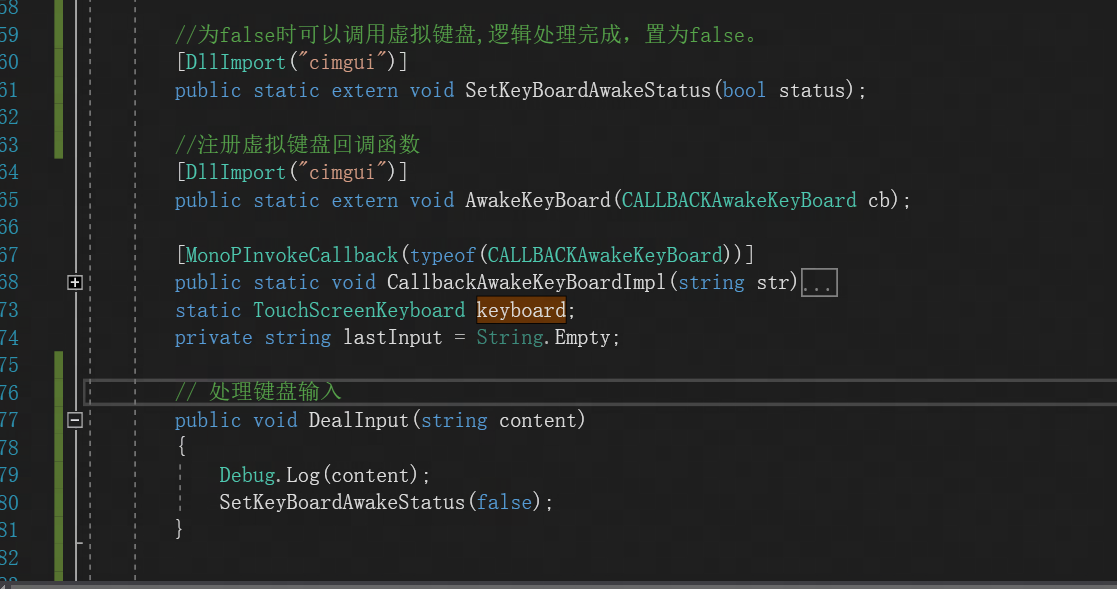 58
59 //为false时可以调用虚拟键盘,逻辑处理完成，置为false。
60 [DllImport("cimgui")]
61 public static extern void SetKeyBoardAwakeStatus(bool status);
62
63 //注册虚拟键盘回调函数
64 [DllImport("cimgui")]
65 public static extern void AwakeKeyBoard(CALLBACKAwakeKeyBoard cb);
66
67 [MonoPInvokeCallback(typeof(CALLBACKAwakeKeyBoard))]
68 public static void CallbackAwakeKeyBoardImpl(string str)...
73 static TouchScreenKeyboard keyboard;
74 private string lastInput = String.Empty;
75
76 // 处理键盘输入
77 public void DealInput(string content)
78 {
79 Debug.Log(content);
80 SetKeyBoardAwakeStatus(false);
81 }
82